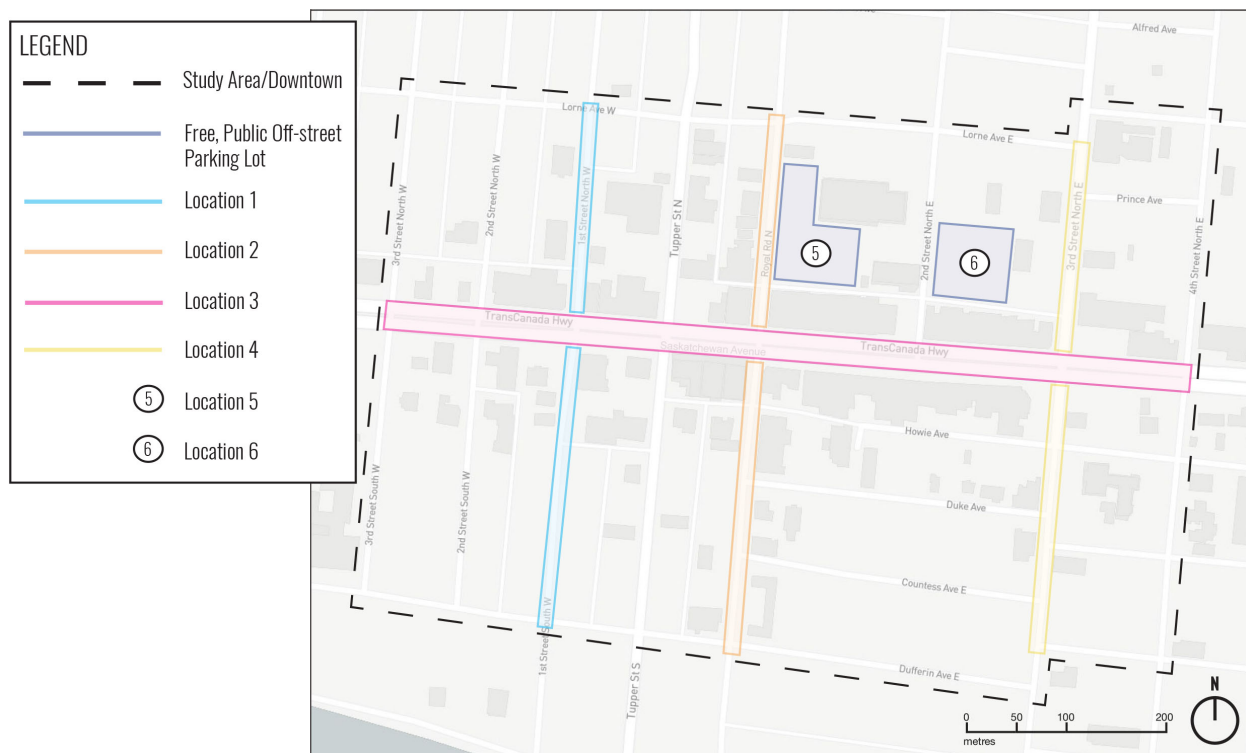 LEGEND
Study Area/Downtown
Free, Public Off-street
Parking Lot
Location 1
Location 2
Location 3
Location 4
5 Location 5
6 Location 6
Alfred Ave
Lorne Ave W
Lorne Ave E
Prince Ave
3rd Street North W
2nd Street North W
1st Street North W
Tupper St N
Royal Rd N
2nd Street North E
3rd Street North E
4th Street North E
5
6
TransCanada Hwy
Saskatchewan Avenue
TransCanada Hwy
Howie Ave
Duke Ave
Countess Ave E
Dufferin Ave E
3rd Street South W
2nd Street South W
1st Street South W
Tupper St S
N
0 50 100 200
metres